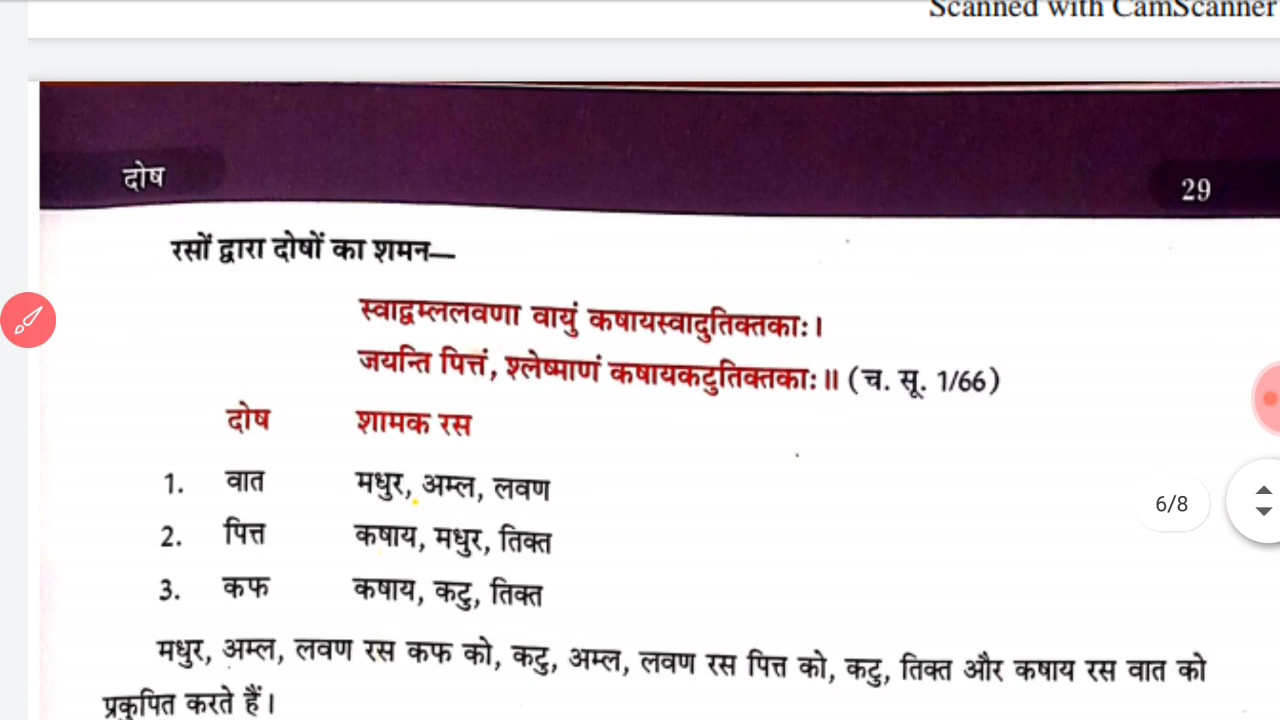 Scanned with CamScanner
दोष
29
रसों द्वारा दोषों का शमन—
स्वाद्वम्ललवणा वायुं कषायस्वादुतिक्तकाः।
जयन्ति पित्तं, श्लेष्माणं कषायकटुतिक्तकाः॥ (च. सू. 1/66)
दोष शामक रस
1. वात मधुर, अम्ल, लवण
2. पित्त कषाय, मधुर, तिक्त
6/8
3. कफ कषाय, कटु, तिक्त
मधुर, अम्ल, लवण रस कफ को, कटु, अम्ल, लवण रस पित्त को, कटु, तिक्त और कषाय रस वात को
प्रकुपित करते हैं।